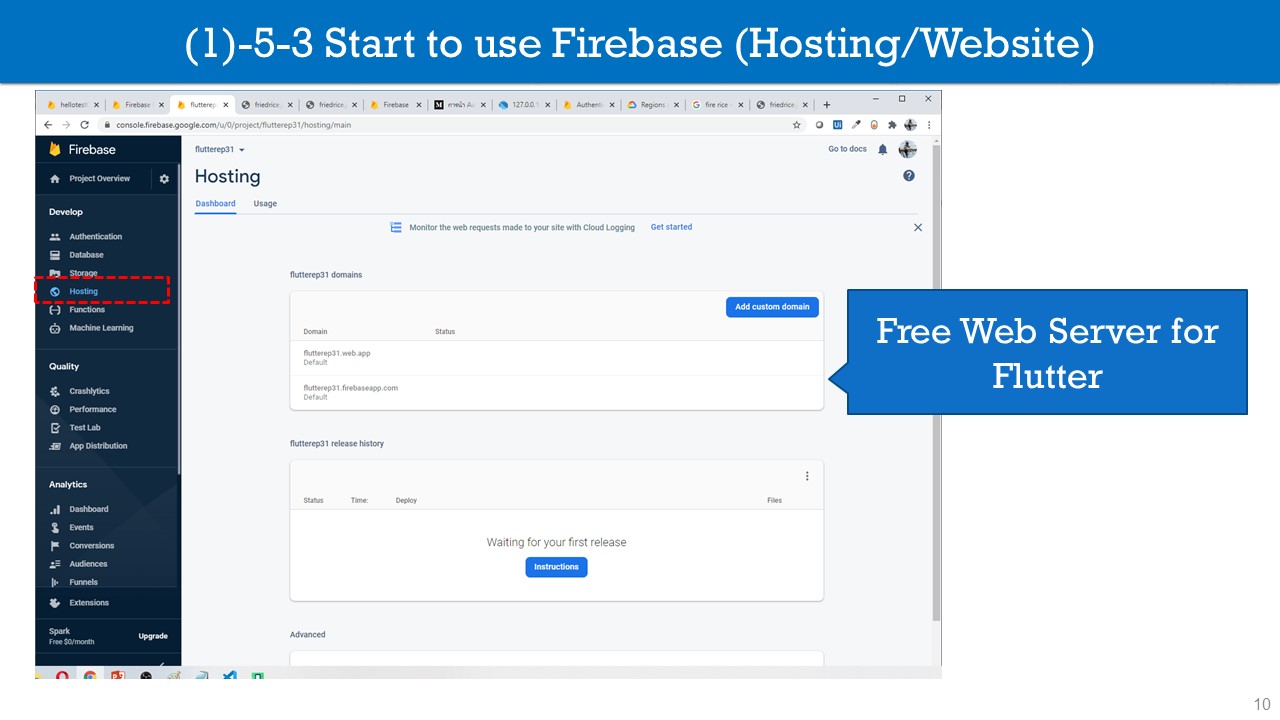 (1)-5-3 Start to use Firebase (Hosting/Website)
hellotest
Firebase
flutterep
friedrice
friedrice
Firebase
127.0.0.1
Authenti
Regions
fire rice
friedrice
console.firebase.google.com/u/0/project/flutterep31/hosting/main
Firebase
flutterep31
Go to docs
Project Overview
Hosting
Dashboard Usage
Develop
Monitor the web requests made to your site with Cloud Logging Get started
Authentication
Database
Storage
Hosting
Functions
Machine Learning
Quality
Crashlytics
Performance
Test Lab
App Distribution
Analytics
Dashboard
Events
Conversions
Audiences
Funnels
Extensions
Spark
Free $0/month
Upgrade
flutterep31 domains
Add custom domain
Domain Status
flutterep31.web.app
Default
flutterep31.firebaseapp.com
Default
flutterep31 release history
Status Time: Deploy Files
Waiting for your first release
Instructions
Advanced
Free Web Server for
Flutter
10